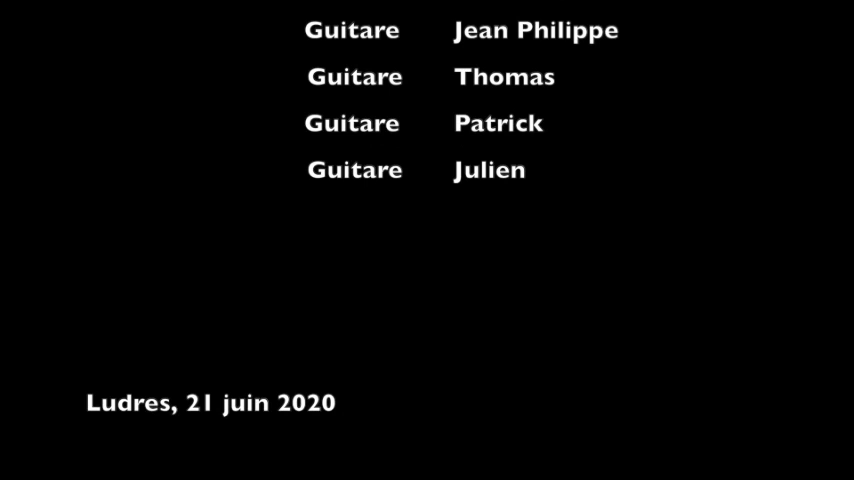 Guitare Jean Philippe
Guitare Thomas
Guitare Patrick
Guitare Julien
Ludres, 21 juin 2020